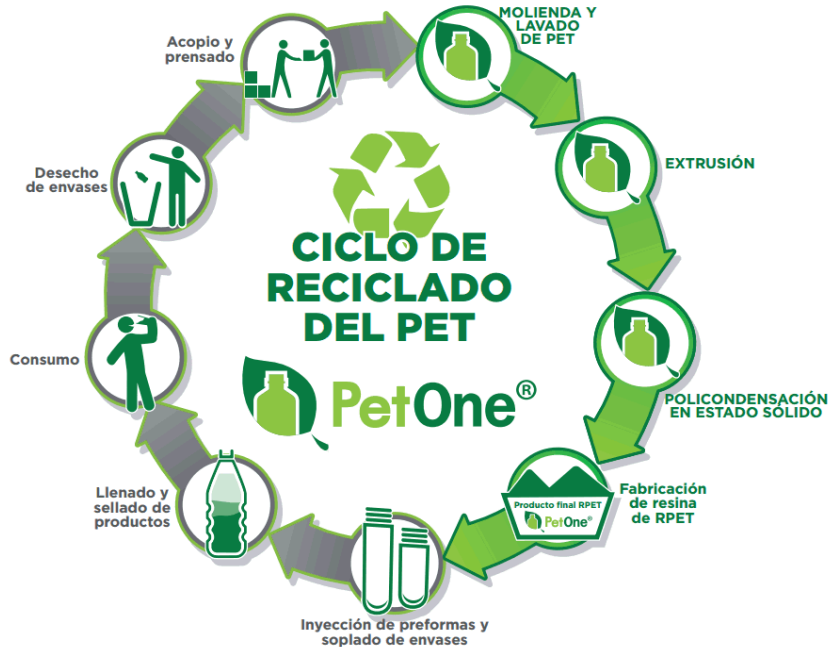 CICLO DE
RECICLADO
DEL PET
PetOne®
MOLIENDA Y
LAVADO
DE PET
EXTRUSIÓN
POLICONDENSACIÓN
EN ESTADO SÓLIDO
Fabricación
de resina
de RPET
Producto final RPET
PetOne®
Inyección de preformas y
soplado de envases
Llenado y
sellado de
productos
Consumo
Desecho
de envases
Acopio y
prensado